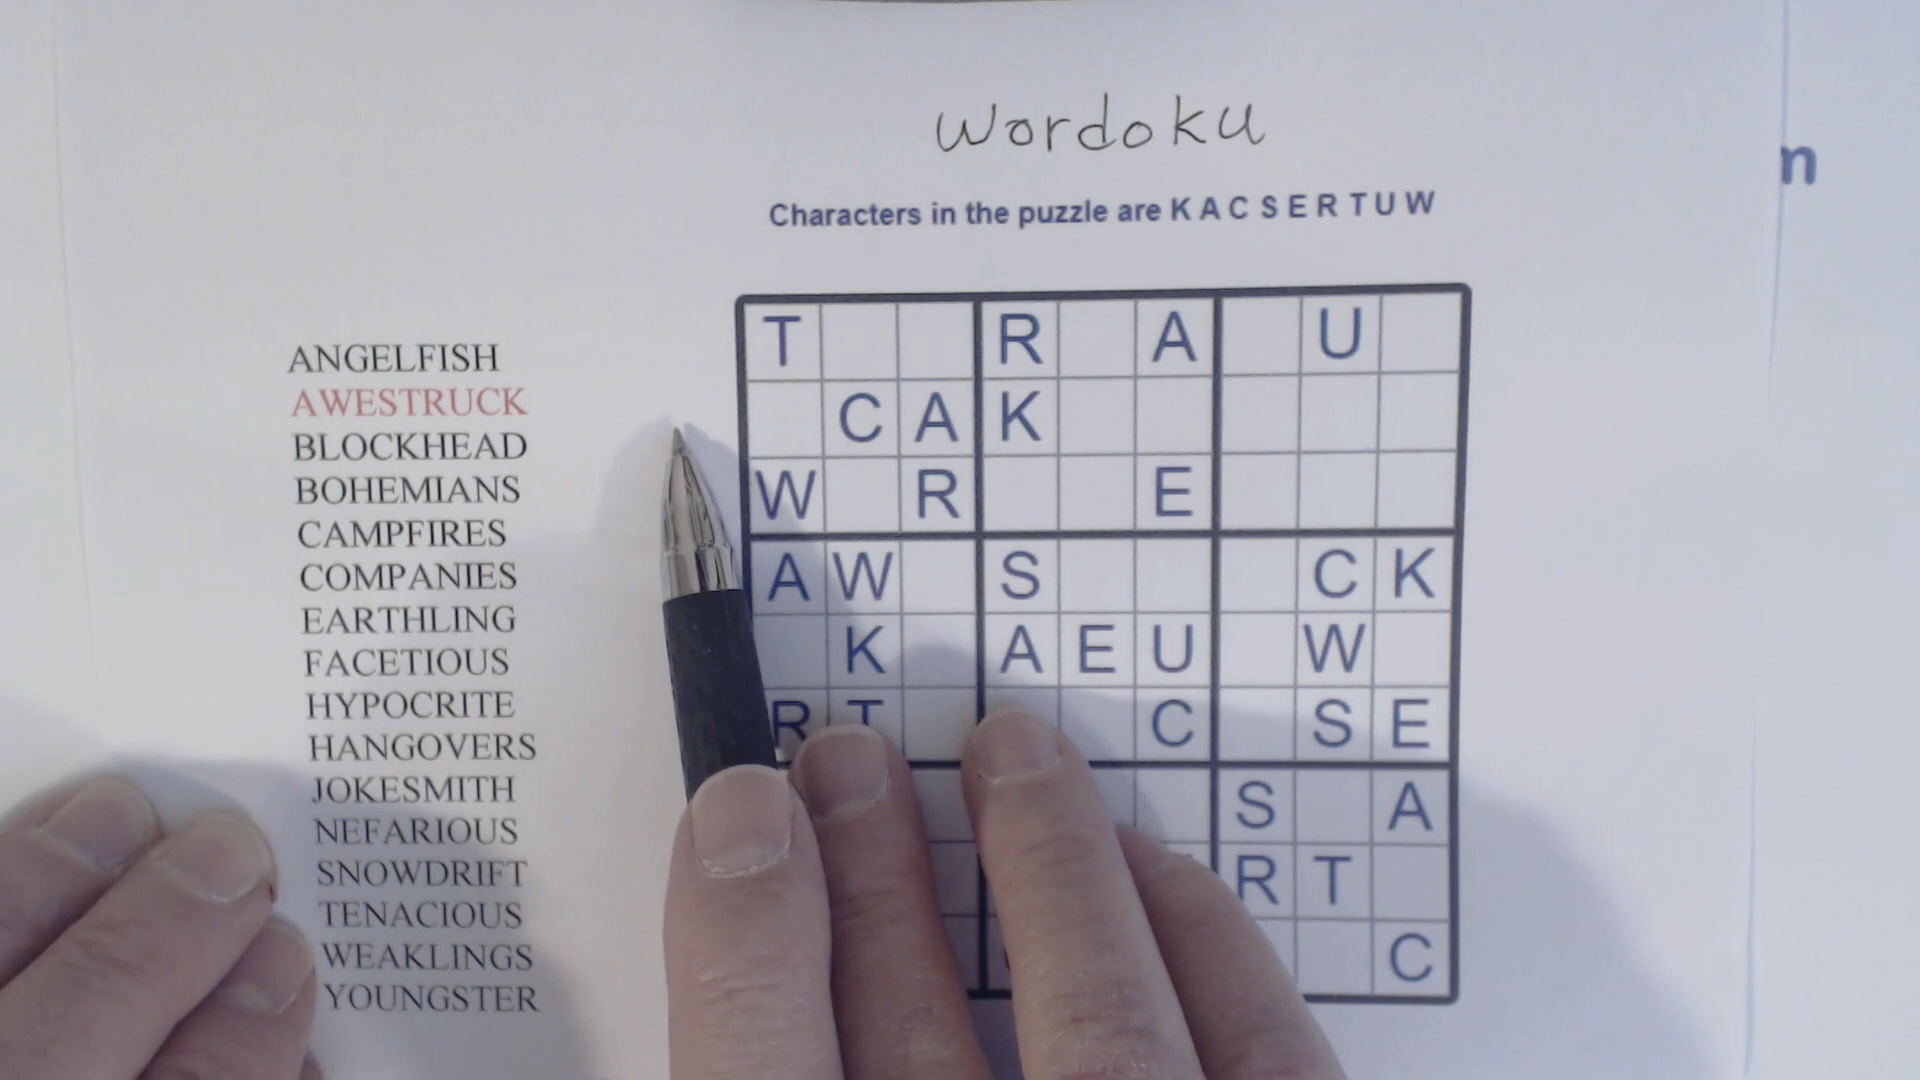 Wordoku
Characters in the puzzle are K A C S E R T U W
ANGELFISH
AWESTRUCK
BLOCKHEAD
BOHEMIANS
CAMPFIRES
COMPANIES
EARTHLING
FACETIOUS
HYPOCRITE
HANGOVERS
JOKESMITH
NEFARIOUS
SNOWDRIFT
TENACIOUS
WEAKLINGS
YOUNGSTER
T R A U
C A K
W R E
A W S C K
K A E U W
R T C S E
S A
R T
C
n